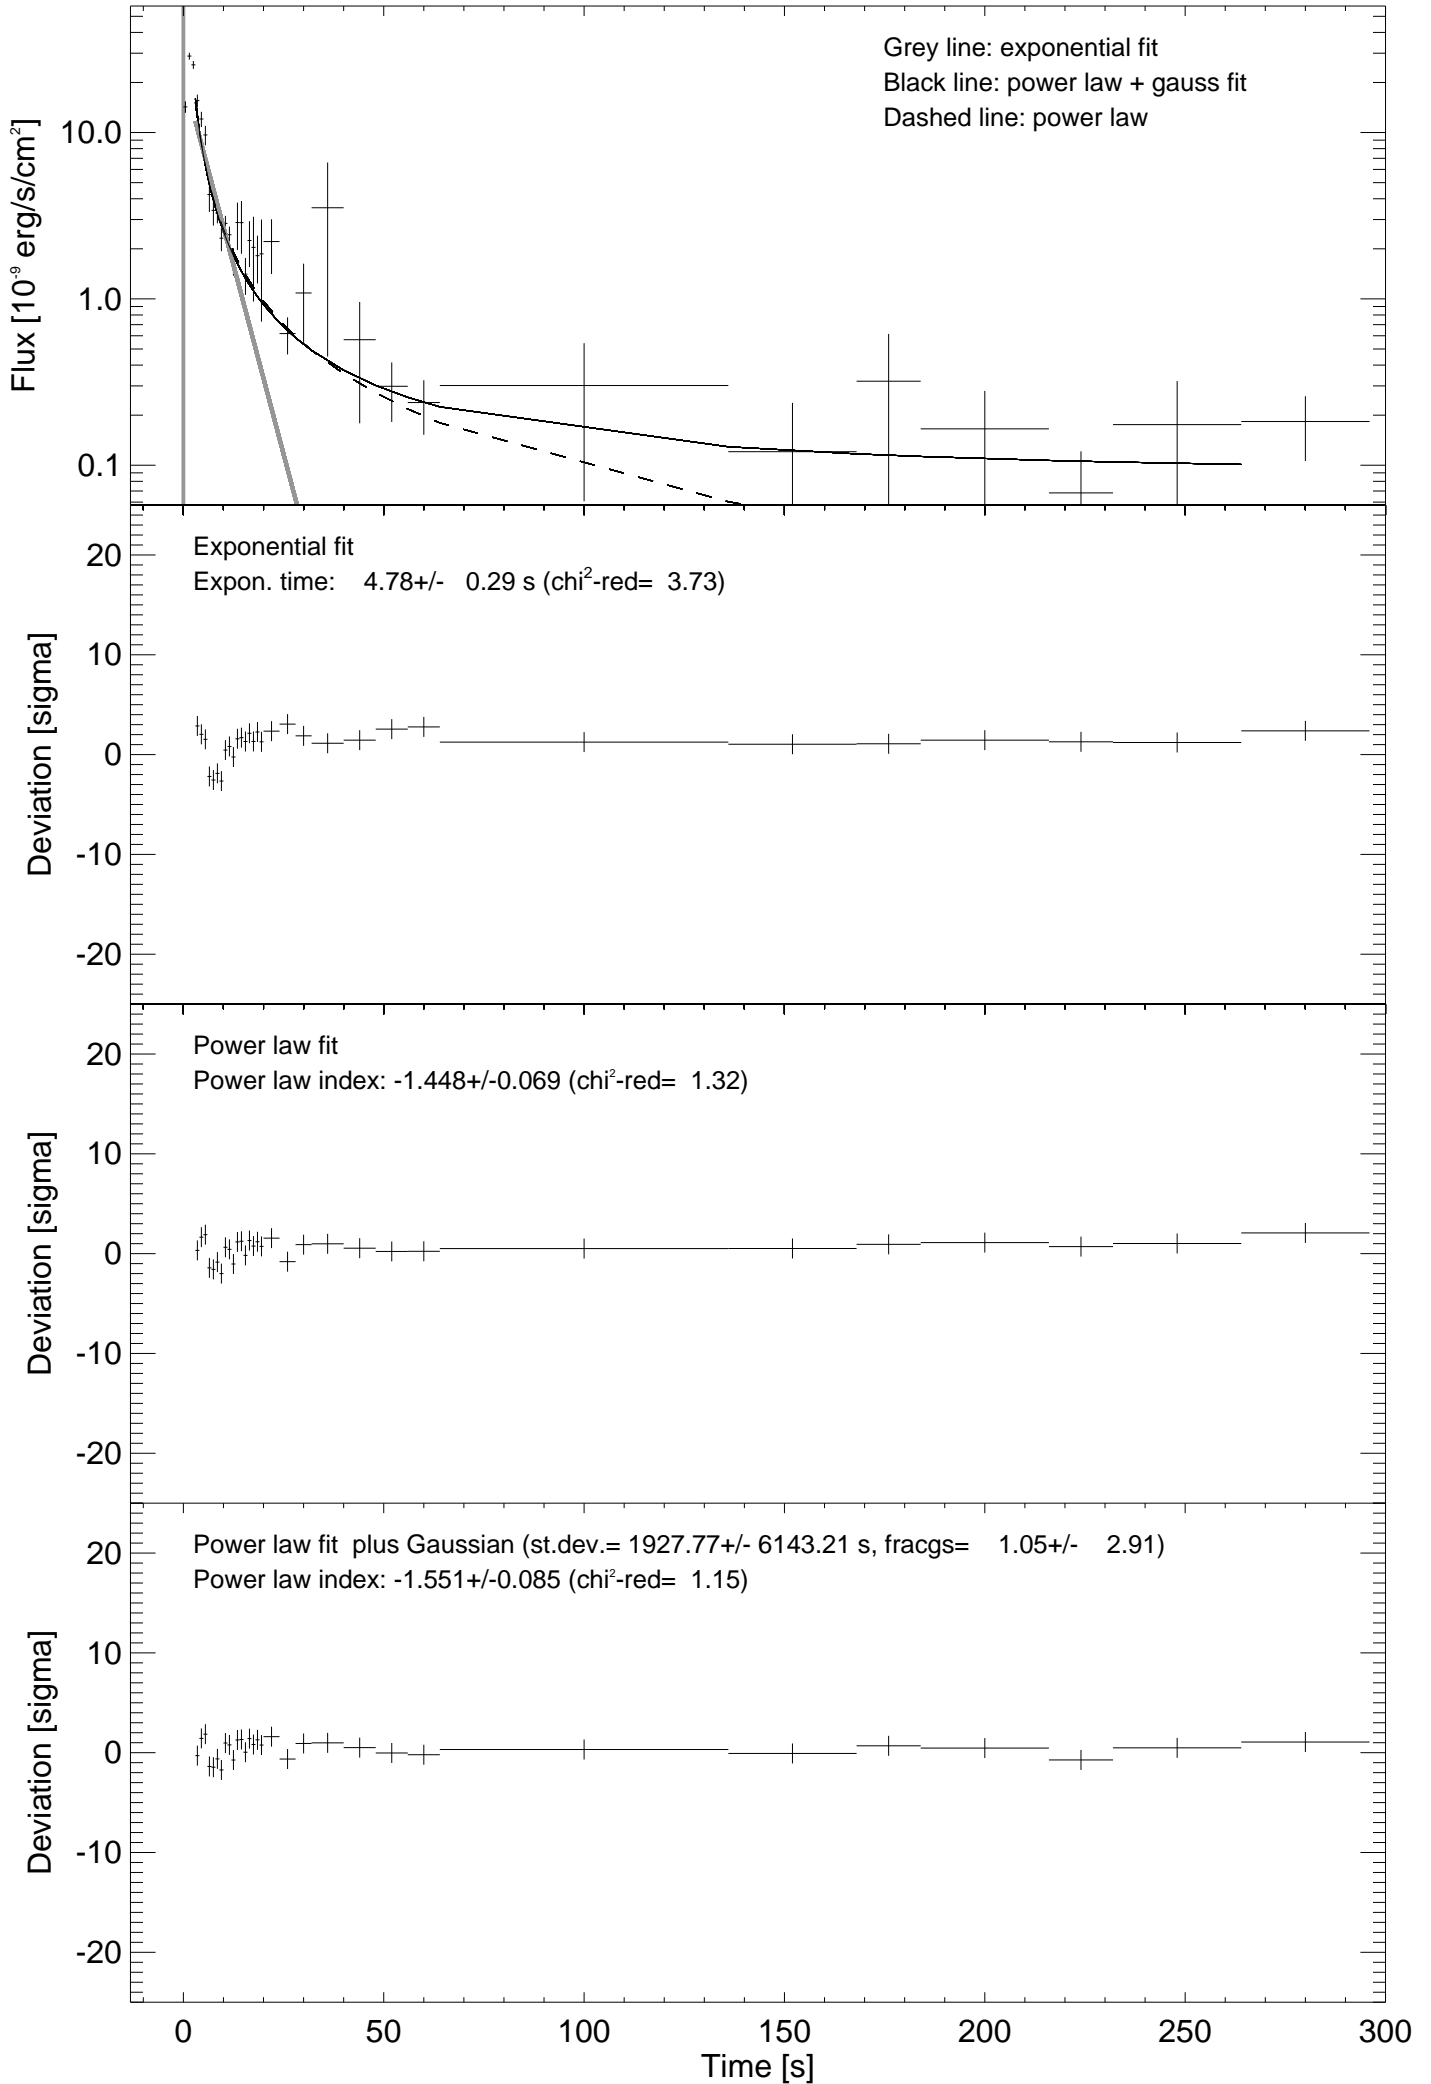 Grey line: exponential fit
Black line: power law + gauss fit
Dashed line: power law
10.0
1.0
0.1
Flux [10⁻⁹ erg/s/cm²]
Exponential fit
Expon. time: 4.78+/- 0.29 s (chi²-red= 3.73)
20
10
0
-10
-20
Deviation [sigma]
Power law fit
Power law index: -1.448+/-0.069 (chi²-red= 1.32)
20
10
0
-10
-20
Deviation [sigma]
Power law fit plus Gaussian (st.dev.= 1927.77+/- 6143.21 s, fracgs= 1.05+/- 2.91)
Power law index: -1.551+/-0.085 (chi²-red= 1.15)
20
10
0
-10
-20
Deviation [sigma]
0 50 100 150 200 250 300
Time [s]